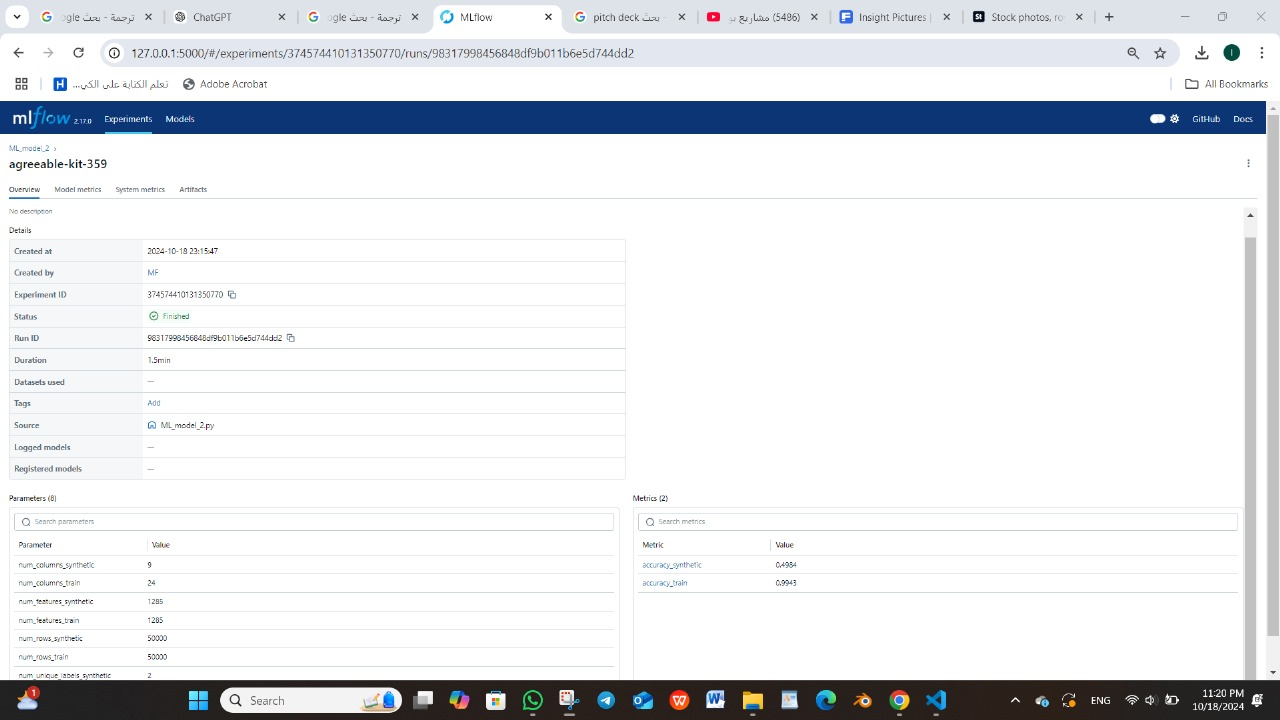 ترجمة - بحث ogle
ChatGPT
ترجمة - بحث ogle
MLflow
pitch deck - بحث
(5486) مشاريع بر
Insight Pictures |
Stock photos, ro
127.0.0.1:5000/#/experiments/374574410131350770/runs/98317998456848df9b011b6e5d744dd2
تعلم الكتابة على الكي...
Adobe Acrobat
All Bookmarks
mlflow 2.17.0
Experiments
Models
GitHub
Docs
ML_model_2 ›
agreeable-kit-359
Overview
Model metrics
System metrics
Artifacts
No description
Details
Created at 2024-10-18 23:15:47
Created by MF
Experiment ID 374574410131350770
Status Finished
Run ID 98317998456848df9b011b6e5d744dd2
Duration 1.5min
Datasets used —
Tags Add
Source ML_model_2.py
Logged models —
Registered models —
Parameters (8)
Search parameters
Parameter Value
num_columns_synthetic 9
num_columns_train 24
num_features_synthetic 1285
num_features_train 1285
num_rows_synthetic 50000
num_rows_train 50000
num_unique_labels_synthetic 2
Metrics (2)
Search metrics
Metric Value
accuracy_synthetic 0.4984
accuracy_train 0.9943
1
Search
ENG
11:20 PM
10/18/2024